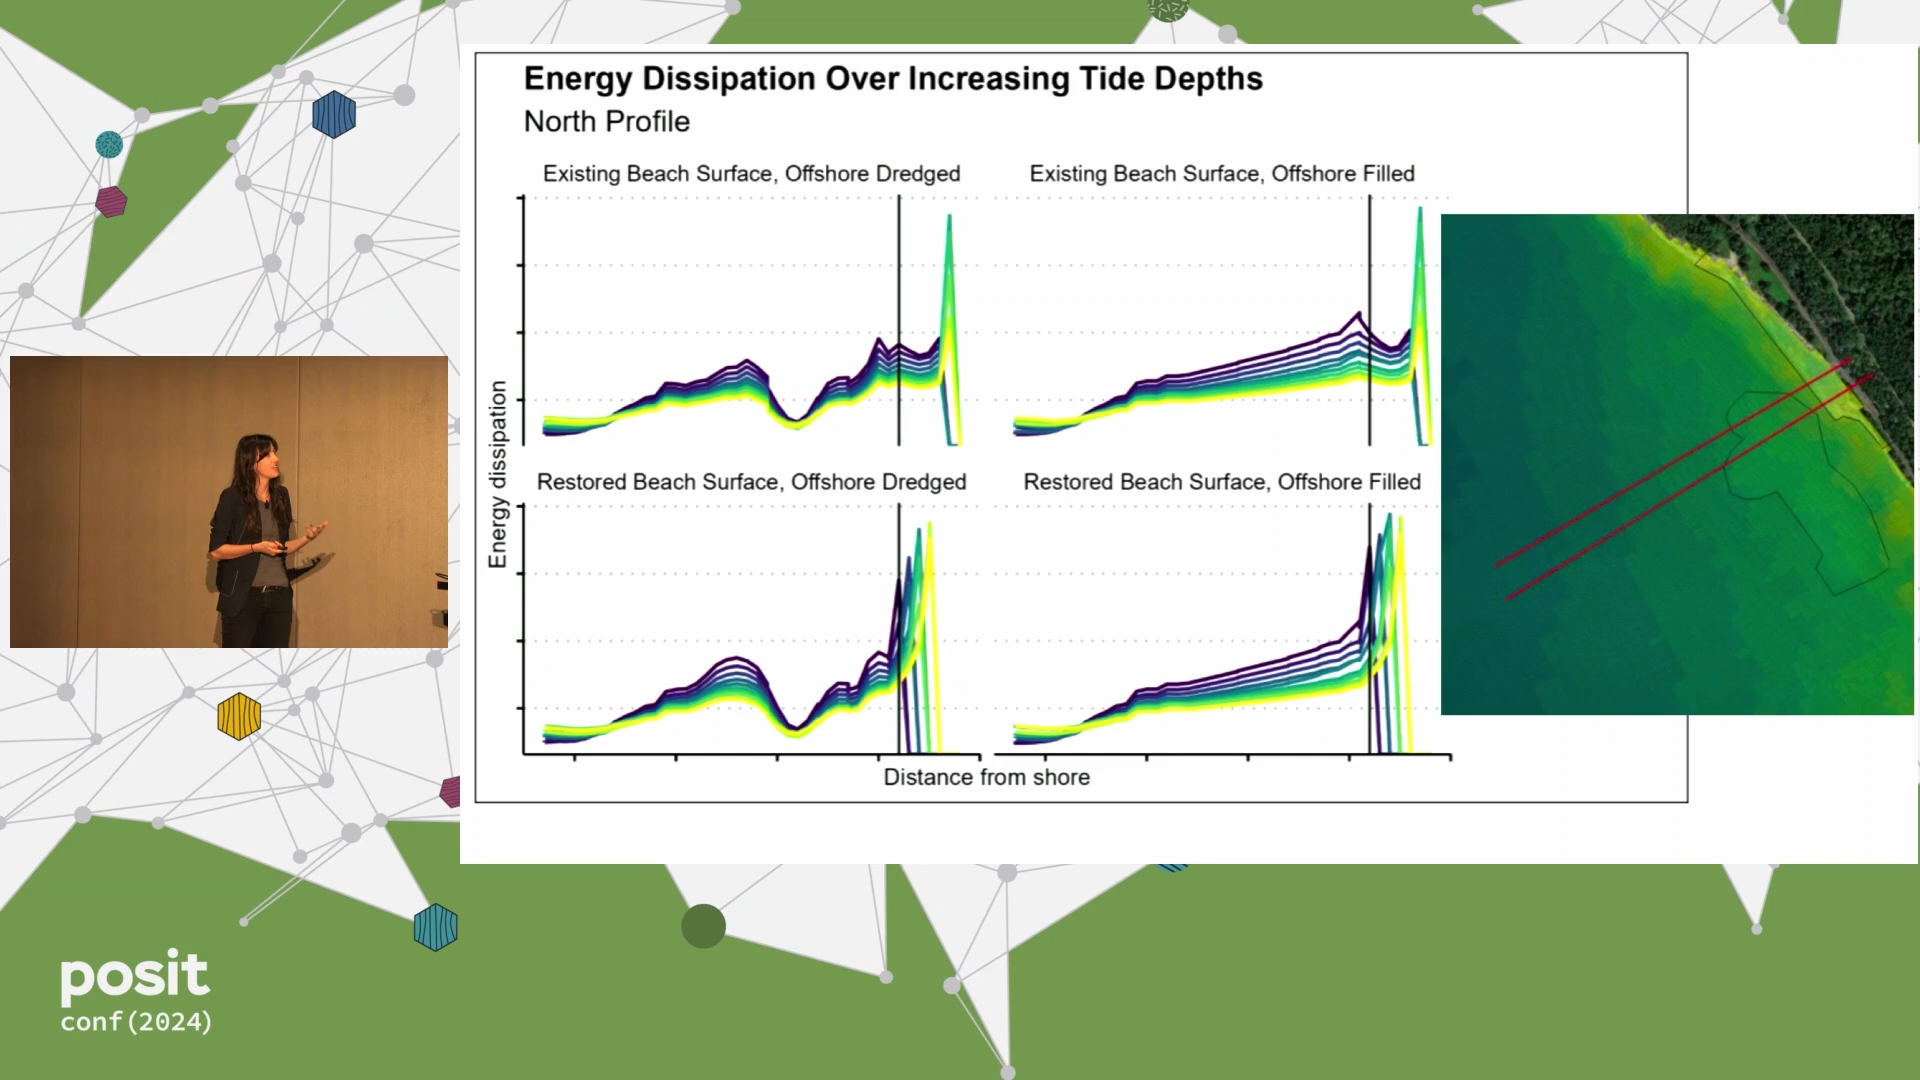 Energy Dissipation Over Increasing Tide Depths
North Profile
Existing Beach Surface, Offshore Dredged
Existing Beach Surface, Offshore Filled
Energy dissipation
Restored Beach Surface, Offshore Dredged
Restored Beach Surface, Offshore Filled
Distance from shore
posit
conf(2024)